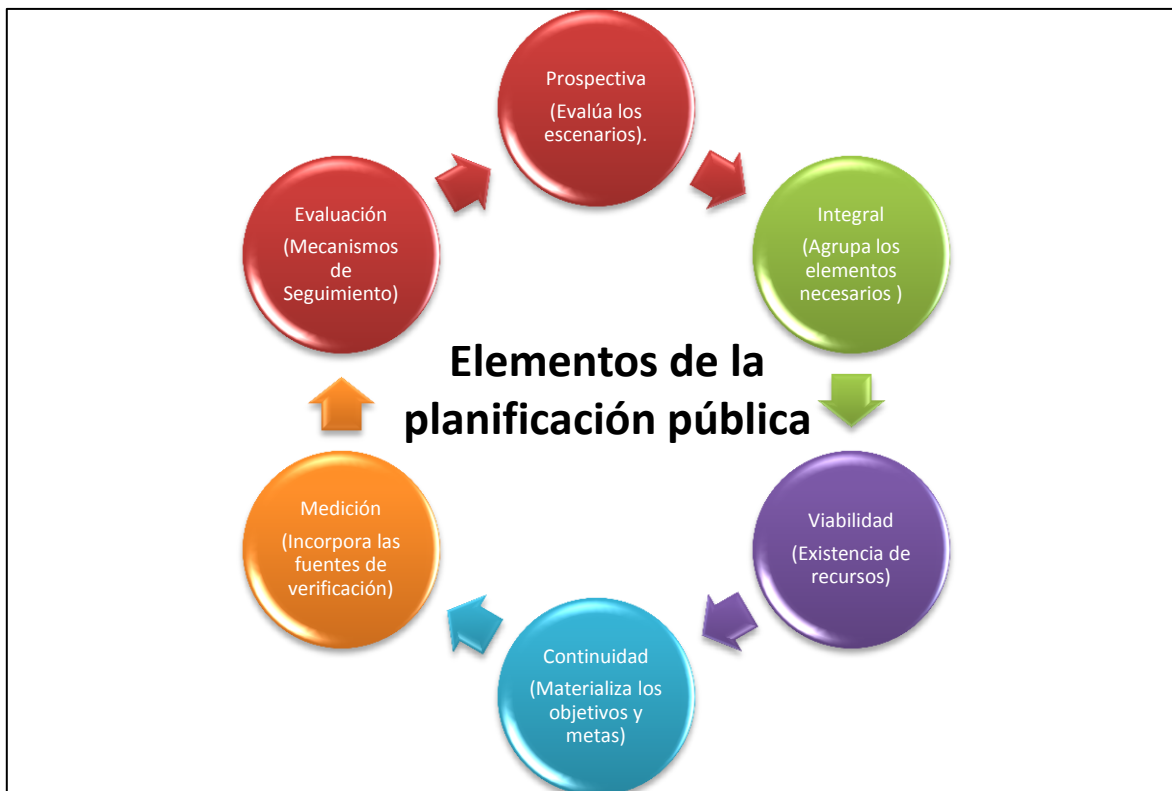 Prospectiva
(Evalúa los
escenarios).
Integral
(Agrupa los
elementos
necesarios )
Viabilidad
(Existencia de
recursos)
Continuidad
(Materializa los
objetivos y
metas)
Medición
(Incorpora las
fuentes de
verificación)
Evaluación
(Mecanismos
de
Seguimiento)
Elementos de la
planificación pública